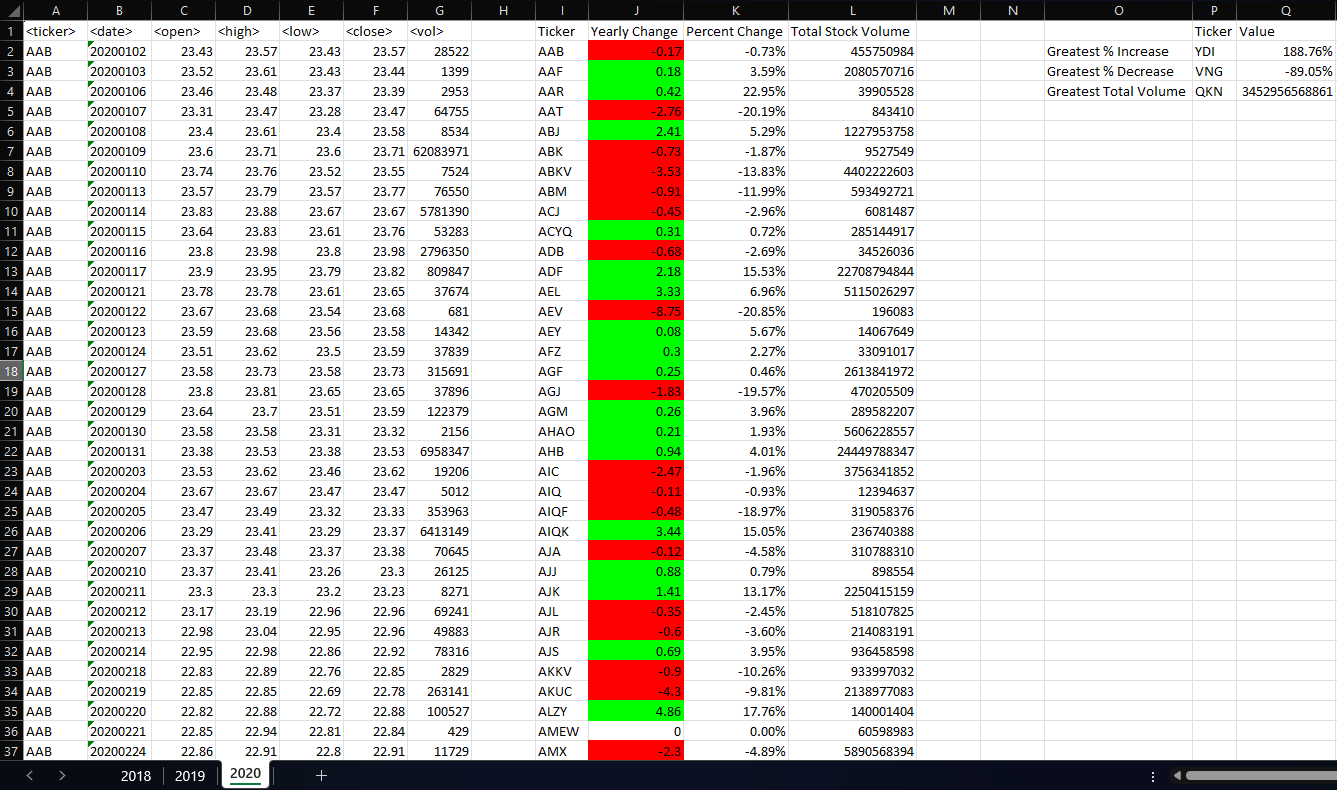 A B C D E F G H I J K L M N O P Q
1 <ticker> <date> <open> <high> <low> <close> <vol> Ticker Yearly Change Percent Change Total Stock Volume Ticker Value
2 AAB 20200102 23.43 23.57 23.43 23.57 28522 AAB -0.17 -0.73% 455750984 Greatest % Increase YDI 188.76%
3 AAB 20200103 23.52 23.61 23.43 23.44 1399 AAF 0.18 3.59% 2080570716 Greatest % Decrease VNG -89.05%
4 AAB 20200106 23.46 23.48 23.37 23.39 2953 AAR 0.42 22.95% 39905528 Greatest Total Volume QKN 3452956568861
5 AAB 20200107 23.31 23.47 23.28 23.47 64755 AAT -2.76 -20.19% 843410
6 AAB 20200108 23.4 23.61 23.4 23.58 8534 ABJ 2.41 5.29% 1227953758
7 AAB 20200109 23.6 23.71 23.6 23.71 62083971 ABK -0.73 -1.87% 9527549
8 AAB 20200110 23.74 23.76 23.52 23.55 7524 ABKV -3.53 -13.83% 4402222603
9 AAB 20200113 23.57 23.79 23.57 23.77 76550 ABM -0.91 -11.99% 593492721
10 AAB 20200114 23.83 23.88 23.67 23.67 5781390 ACJ -0.45 -2.96% 6081487
11 AAB 20200115 23.64 23.83 23.61 23.76 53283 ACYQ 0.31 0.72% 285144917
12 AAB 20200116 23.8 23.98 23.8 23.98 2796350 ADB -0.68 -2.69% 34526036
13 AAB 20200117 23.9 23.95 23.79 23.82 809847 ADF 2.18 15.53% 22708794844
14 AAB 20200121 23.78 23.78 23.61 23.65 37674 AEL 3.33 6.96% 5115026297
15 AAB 20200122 23.67 23.68 23.54 23.68 681 AEV -8.75 -20.85% 196083
16 AAB 20200123 23.59 23.68 23.56 23.58 14342 AEY 0.08 5.67% 14067649
17 AAB 20200124 23.51 23.62 23.5 23.59 37839 AFZ 0.3 2.27% 33091017
18 AAB 20200127 23.58 23.73 23.58 23.73 315691 AGF 0.25 0.46% 2613841972
19 AAB 20200128 23.8 23.81 23.65 23.65 37896 AGJ -1.83 -19.57% 470205509
20 AAB 20200129 23.64 23.7 23.51 23.59 122379 AGM 0.26 3.96% 289582207
21 AAB 20200130 23.58 23.58 23.31 23.32 2156 AHAO 0.21 1.93% 5606228557
22 AAB 20200131 23.38 23.53 23.38 23.53 6958347 AHB 0.94 4.01% 24449788347
23 AAB 20200203 23.53 23.62 23.46 23.62 19206 AIC -2.47 -1.96% 3756341852
24 AAB 20200204 23.67 23.67 23.47 23.47 5012 AIQ -0.11 -0.93% 12394637
25 AAB 20200205 23.47 23.49 23.32 23.33 353963 AIQF -0.48 -18.97% 319058376
26 AAB 20200206 23.29 23.41 23.29 23.37 6413149 AIQK 3.44 15.05% 236740388
27 AAB 20200207 23.37 23.48 23.37 23.38 70645 AJA -0.12 -4.58% 310788310
28 AAB 20200210 23.37 23.41 23.26 23.3 26125 AJJ 0.88 0.79% 898554
29 AAB 20200211 23.3 23.3 23.2 23.23 8271 AJK 1.41 13.17% 2250415159
30 AAB 20200212 23.17 23.19 22.96 22.96 69241 AJL -0.35 -2.45% 518107825
31 AAB 20200213 22.98 23.04 22.95 22.96 49883 AJR -0.6 -3.60% 214083191
32 AAB 20200214 22.95 22.98 22.86 22.92 78316 AJS 0.69 3.95% 936458598
33 AAB 20200218 22.83 22.89 22.76 22.85 2829 AKKV -0.9 -10.26% 933997032
34 AAB 20200219 22.85 22.85 22.69 22.78 263141 AKUC -4.3 -9.81% 2138977083
35 AAB 20200220 22.82 22.88 22.72 22.88 100527 ALZY 4.86 17.76% 140001404
36 AAB 20200221 22.85 22.94 22.81 22.84 429 AMEW 0 0.00% 60598983
37 AAB 20200224 22.86 22.91 22.8 22.91 11729 AMX -2.3 -4.89% 5890568394
2018 2019 2020